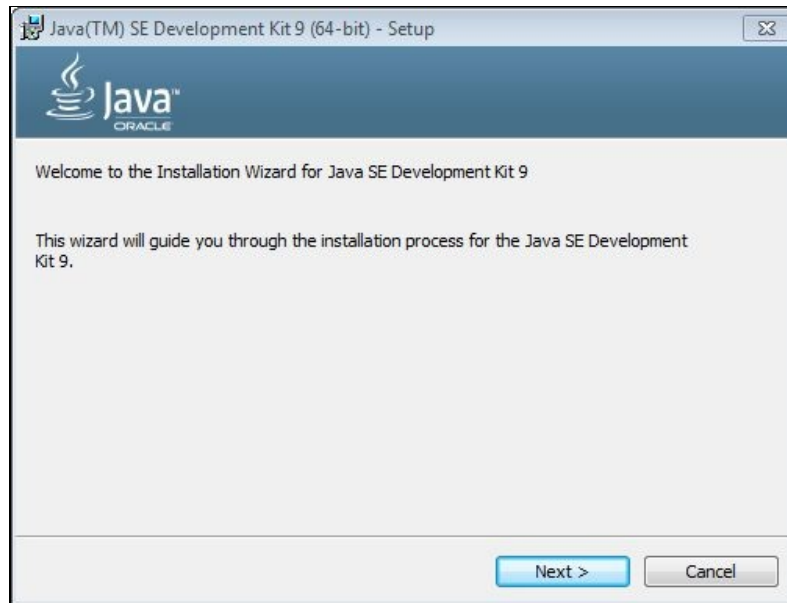 Java(TM) SE Development Kit 9 (64-bit) - Setup
Java™
ORACLE
Welcome to the Installation Wizard for Java SE Development Kit 9
This wizard will guide you through the installation process for the Java SE Development
Kit 9.
Next >
Cancel